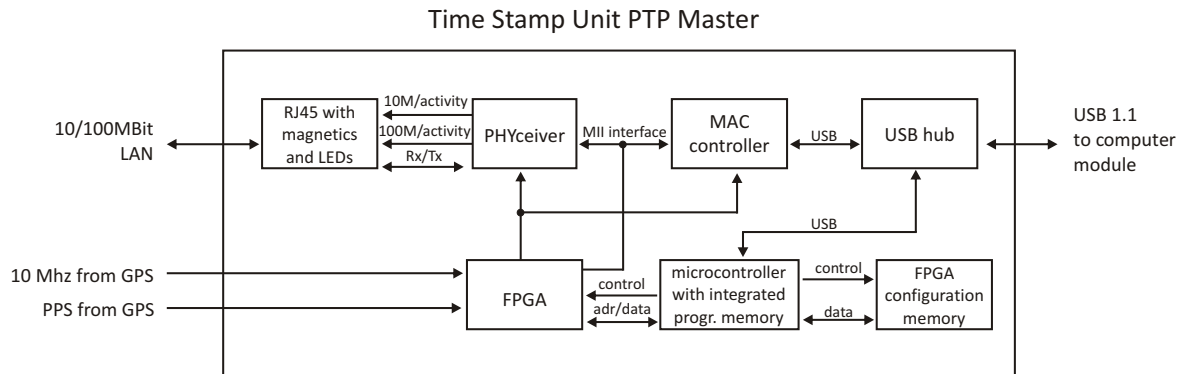 Time Stamp Unit PTP Master
10/100MBit
LAN
RJ45 with
magnetics
and LEDs
10M/activity
100M/activity
Rx/Tx
PHYceiver
MII interface
MAC
controller
USB
USB hub
USB 1.1
to computer
module
USB
10 Mhz from GPS
PPS from GPS
FPGA
control
adr/data
microcontroller
with integrated
progr. memory
control
data
FPGA
configuration
memory